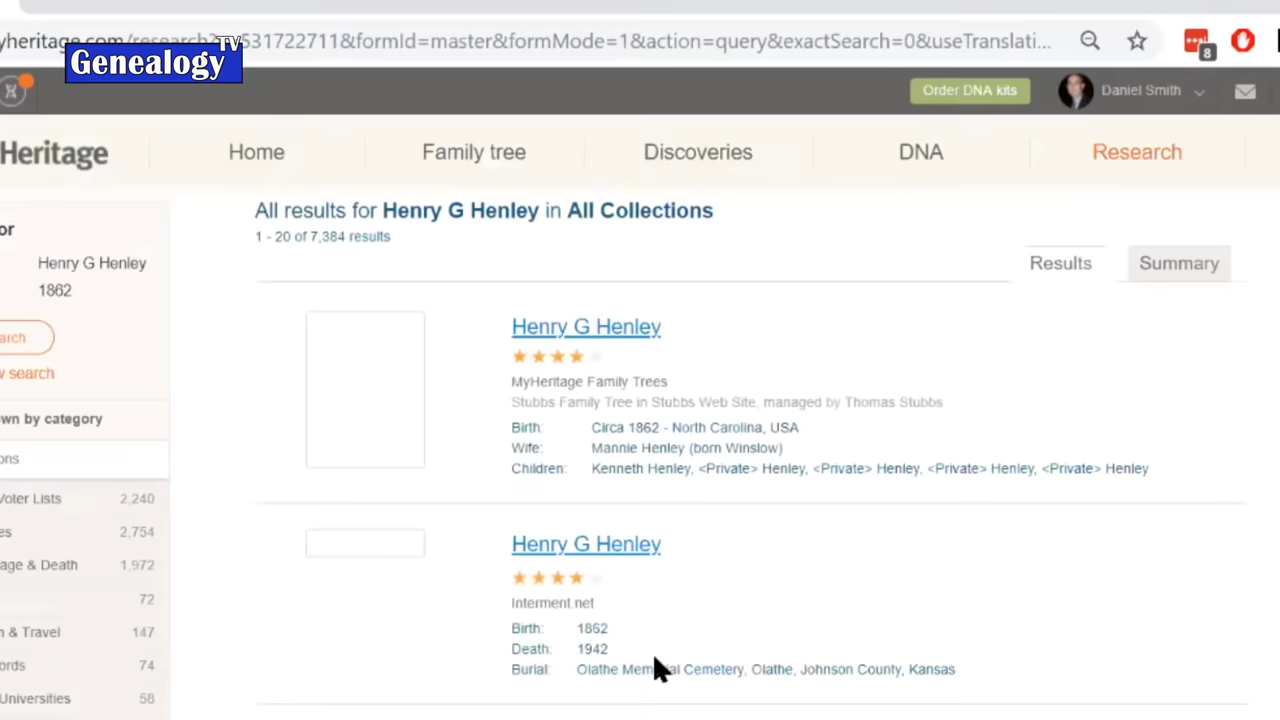 yheritage.com/research?
531722711&formId=master&formMode=1&action=query&exactSearch=0&useTranslati...
Genealogy TV
8
Order DNA kits
Daniel Smith
Heritage
Home
Family tree
Discoveries
DNA
Research
or
Henry G Henley
1862
arch
v search
wn by category
ons
Voter Lists 2,240
es 2,754
age & Death 1,972
72
n & Travel 147
ords 74
Universities 58
All results for Henry G Henley in All Collections
1 - 20 of 7,384 results
Results
Summary
Henry G Henley
MyHeritage Family Trees
Stubbs Family Tree in Stubbs Web Site, managed by Thomas Stubbs
Birth: Circa 1862 - North Carolina, USA
Wife: Mannie Henley (born Winslow)
Children: Kenneth Henley, <Private> Henley, <Private> Henley, <Private> Henley, <Private> Henley
Henry G Henley
Interment.net
Birth: 1862
Death: 1942
Burial: Olathe Memorial Cemetery, Olathe, Johnson County, Kansas